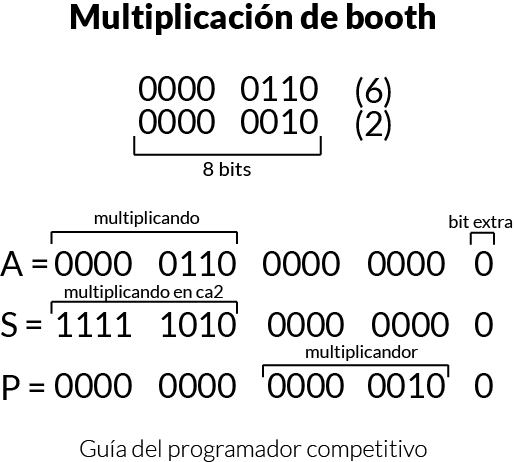 Multiplicación de booth
0000 0110 (6)
0000 0010 (2)
8 bits
multiplicando bit extra
A = 0000 0110 0000 0000 0
multiplicando en ca2
S = 1111 1010 0000 0000 0
multiplicandor
P = 0000 0000 0000 0010 0
Guía del programador competitivo